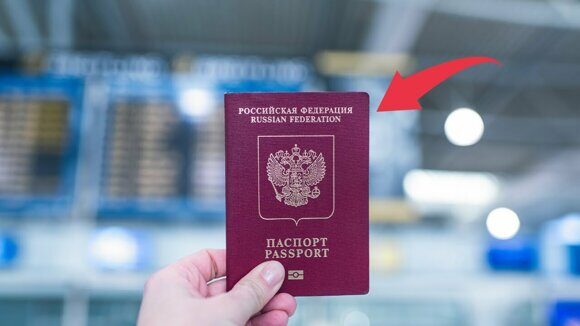 РОССИЙСКАЯ ФЕДЕРАЦИЯ
RUSSIAN FEDERATION
ПАСПОРТ
PASSPORT